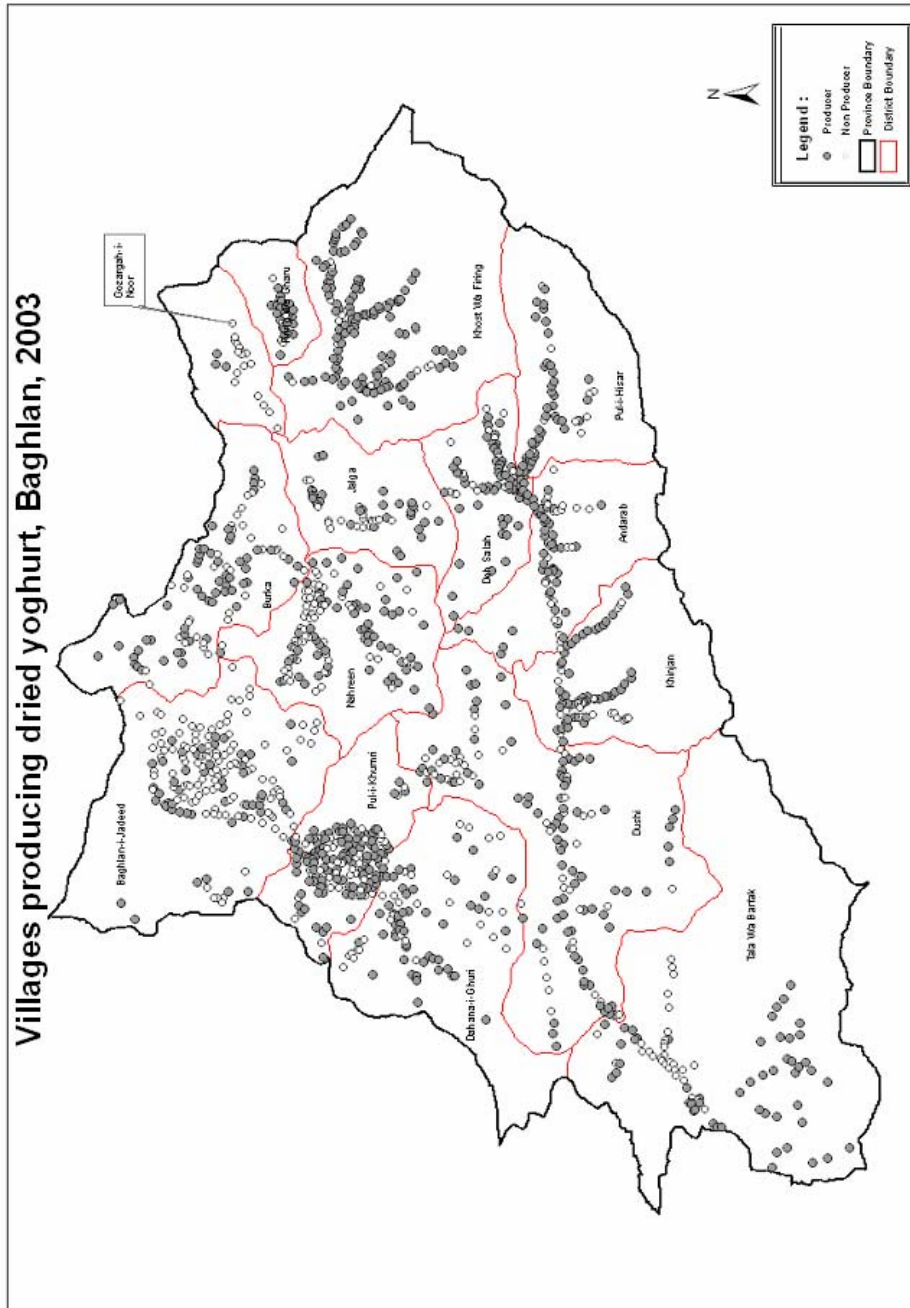 Villages producing dried yoghurt, Baghlan, 2003
Gozargah-i-
Noor
N
Baghlan-i-Jadeed
Burka
Jalga
Nahreen
Khost Wa Firing
Pul-i-Khumri
Deh Salah
Pul-i-Hisar
Andarab
Dahana-i-Ghuri
Khinjan
Dushi
Tala Wa Barfak
Legend :
Producer
Non Producer
Province Boundary
District Boundary